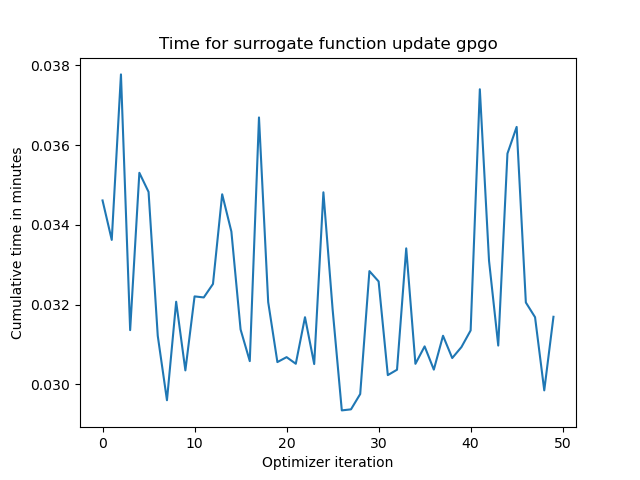 Time for surrogate function update gpgo
0.038
0.036
0.034
0.032
0.030
Cumulative time in minutes
0 10 20 30 40 50
Optimizer iteration